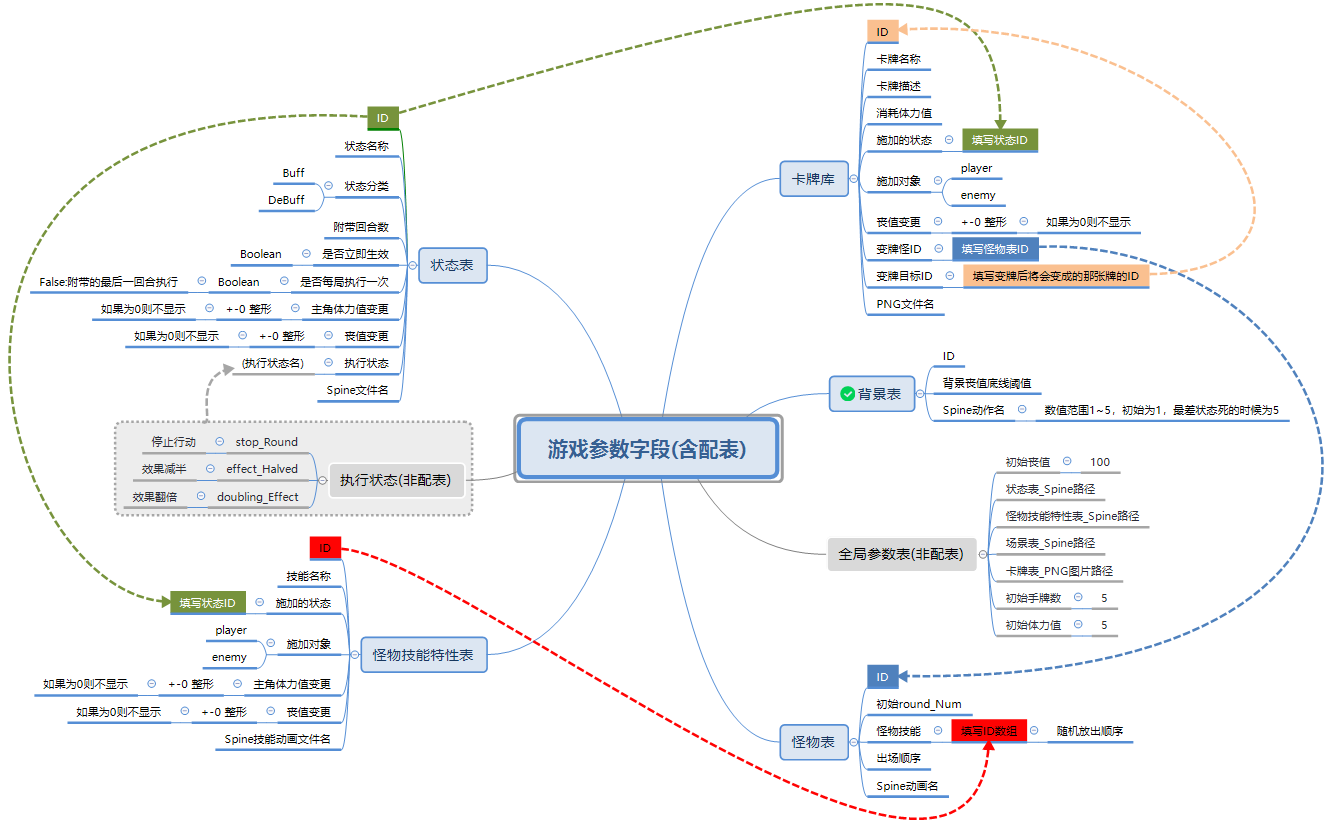 游戏参数字段(含配表)
卡牌库
ID
卡牌名称
卡牌描述
消耗体力值
施加的状态
填写状态ID
施加对象
player
enemy
丧值变更
+-0 整形
如果为0则不显示
变牌怪ID
填写怪物表ID
变牌目标ID
填写变牌后将会变成的那张牌的ID
PNG文件名
背景表
ID
背景丧值底线阈值
Spine动作名
数值范围1~5，初始为1，最差状态死的时候为5
全局参数表(非配表)
初始丧值
100
状态表_Spine路径
怪物技能特性表_Spine路径
场景表_Spine路径
卡牌表_PNG图片路径
初始手牌数
5
初始体力值
5
怪物表
ID
初始round_Num
怪物技能
填写ID数组
随机放出顺序
出场顺序
Spine动画名
状态表
ID
状态名称
状态分类
Buff
DeBuff
附带回合数
是否立即生效
Boolean
是否每局执行一次
Boolean
False:附带的最后一回合执行
主角体力值变更
+-0 整形
如果为0则不显示
丧值变更
+-0 整形
如果为0则不显示
执行状态
(执行状态名)
Spine文件名
执行状态(非配表)
stop_Round
停止行动
effect_Halved
效果减半
doubling_Effect
效果翻倍
怪物技能特性表
ID
技能名称
施加的状态
填写状态ID
施加对象
player
enemy
主角体力值变更
+-0 整形
如果为0则不显示
丧值变更
+-0 整形
如果为0则不显示
Spine技能动画文件名